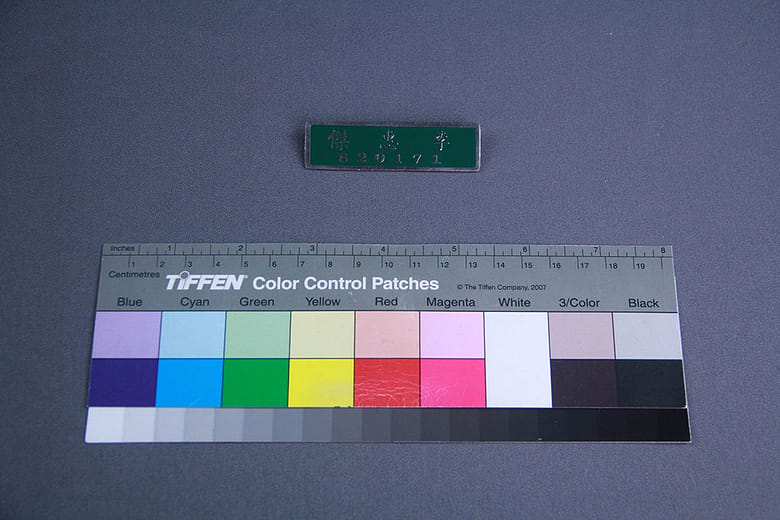 傑忠李
820171
Inches 1 2 3 4 5 6 7 8
1 2 3 4 5 6 7 8 9 10 11 12 13 14 15 16 17 18 19
Centimetres
TIFFEN® Color Control Patches © The Tiffen Company, 2007
Blue Cyan Green Yellow Red Magenta White 3/Color Black